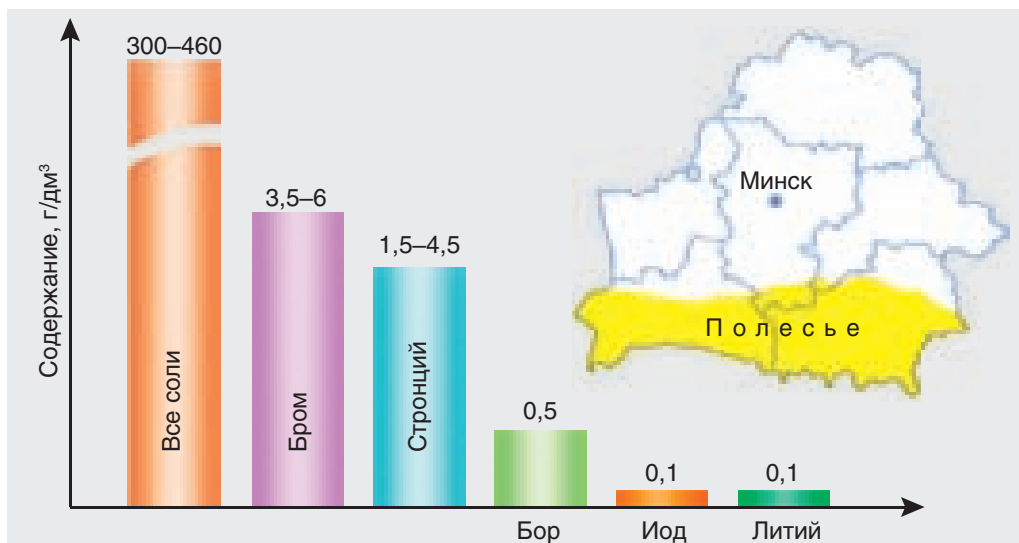 Содержание, г/дм³
300–460
Все соли
3,5–6
Бром
1,5–4,5
Стронций
0,5
Бор
0,1
Иод
0,1
Литий
Минск
Полесье